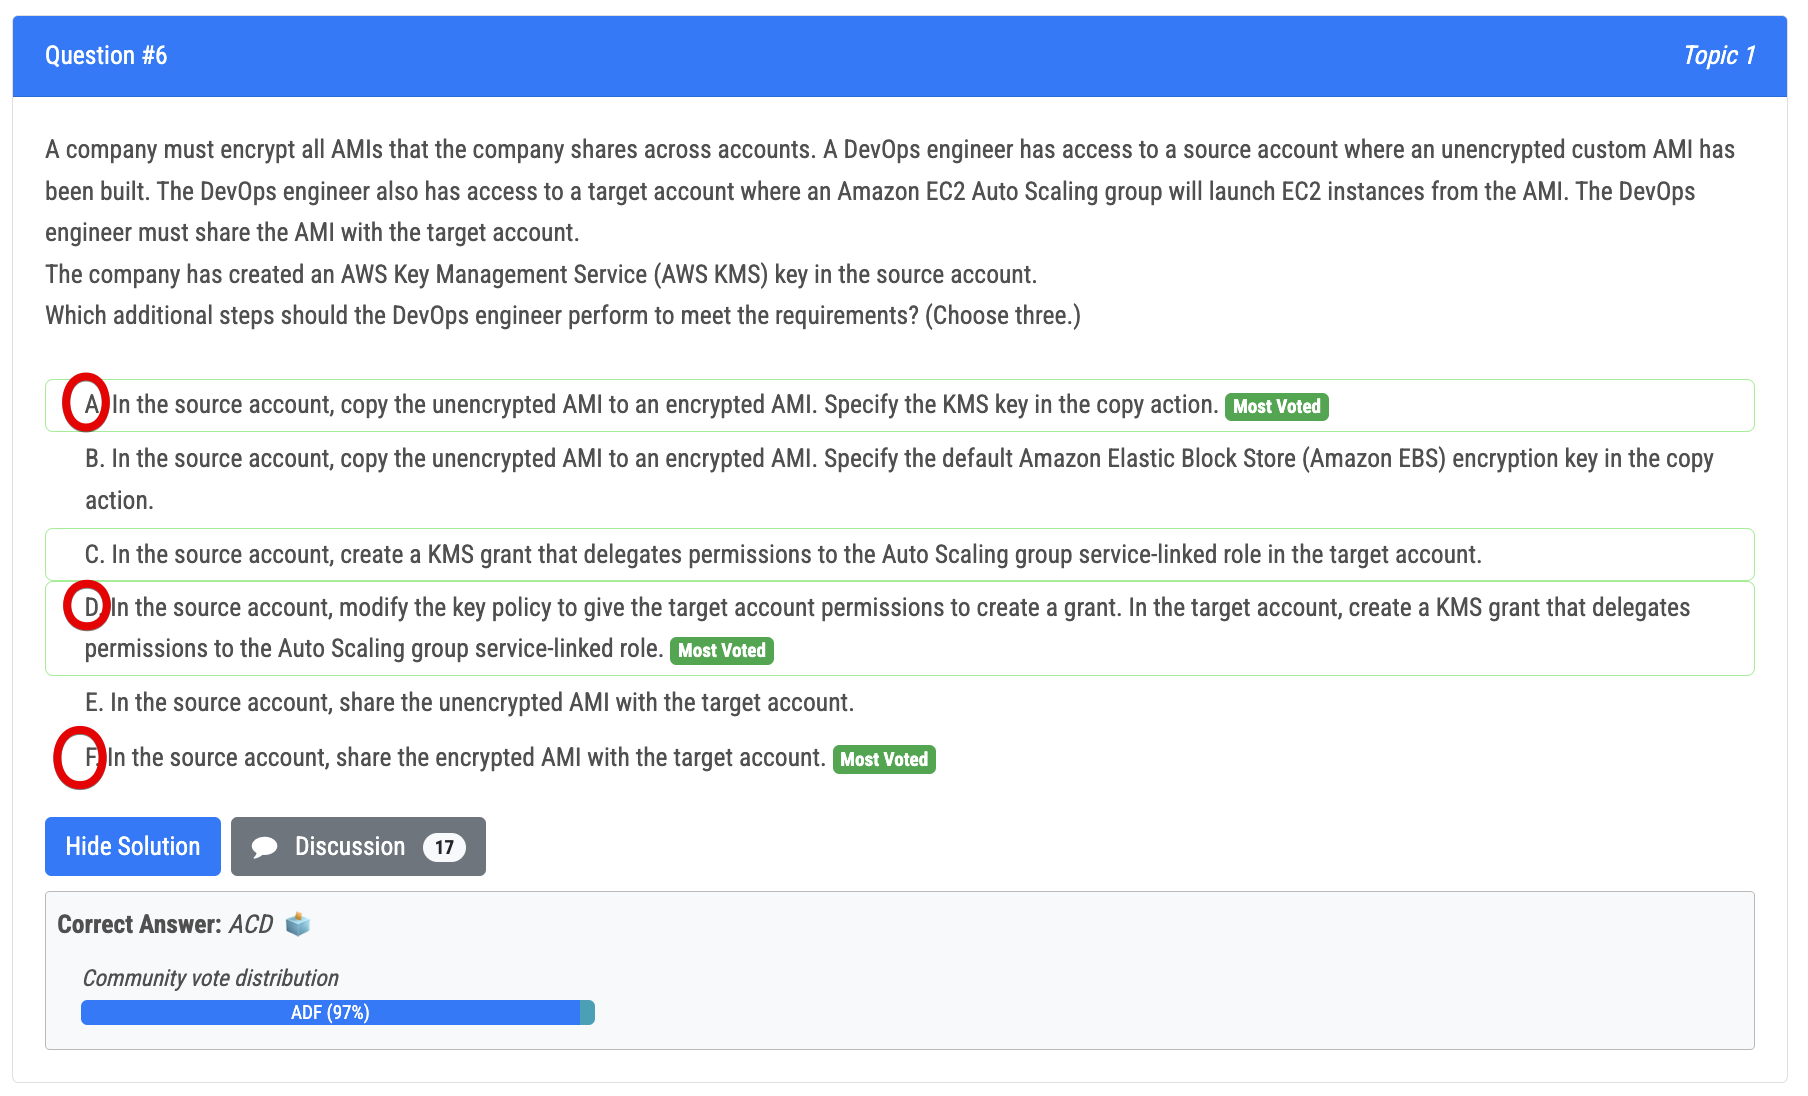 Question #6
Topic 1
A company must encrypt all AMIs that the company shares across accounts. A DevOps engineer has access to a source account where an unencrypted custom AMI has
been built. The DevOps engineer also has access to a target account where an Amazon EC2 Auto Scaling group will launch EC2 instances from the AMI. The DevOps
engineer must share the AMI with the target account.
The company has created an AWS Key Management Service (AWS KMS) key in the source account.
Which additional steps should the DevOps engineer perform to meet the requirements? (Choose three.)
A. In the source account, copy the unencrypted AMI to an encrypted AMI. Specify the KMS key in the copy action. Most Voted
B. In the source account, copy the unencrypted AMI to an encrypted AMI. Specify the default Amazon Elastic Block Store (Amazon EBS) encryption key in the copy
action.
C. In the source account, create a KMS grant that delegates permissions to the Auto Scaling group service-linked role in the target account.
D. In the source account, modify the key policy to give the target account permissions to create a grant. In the target account, create a KMS grant that delegates
permissions to the Auto Scaling group service-linked role. Most Voted
E. In the source account, share the unencrypted AMI with the target account.
F. In the source account, share the encrypted AMI with the target account. Most Voted
Hide Solution
Discussion 17
Correct Answer: ACD
Community vote distribution
ADF (97%)